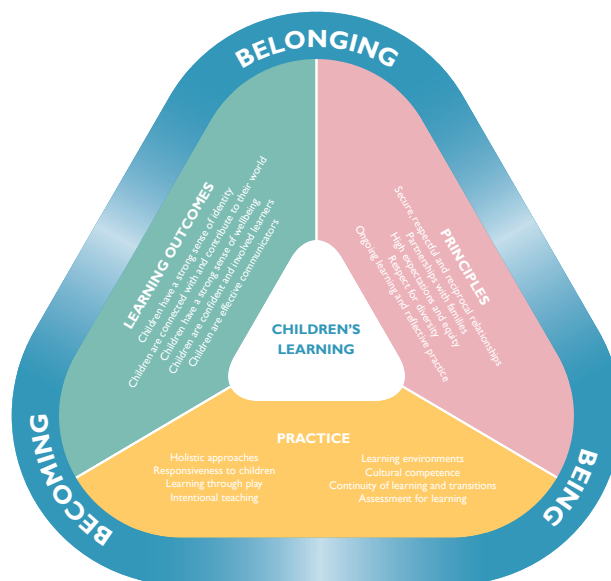 BELONGING
LEARNING OUTCOMES
Children have a strong sense of identity
Children are connected with and contribute to their world
Children have a strong sense of wellbeing
Children are confident and involved learners
Children are effective communicators
PRINCIPLES
Secure, respectful and reciprocal relationships
Partnerships with families
High expectations and equity
Respect for diversity
Ongoing learning and reflective practice
CHILDREN'S
LEARNING
PRACTICE
Holistic approaches
Responsiveness to children
Learning through play
Intentional teaching
Learning environments
Cultural competence
Continuity of learning and transitions
Assessment for learning
BECOMING
BEING